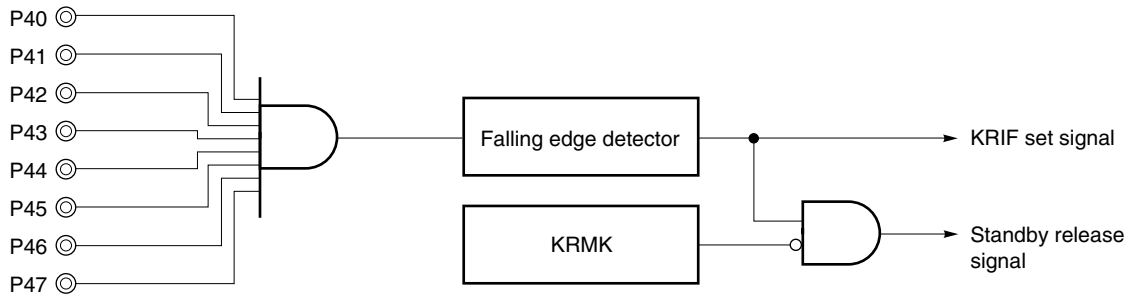 P40
P41
P42
P43
P44
P45
P46
P47
Falling edge detector
KRMK
KRIF set signal
Standby release
signal